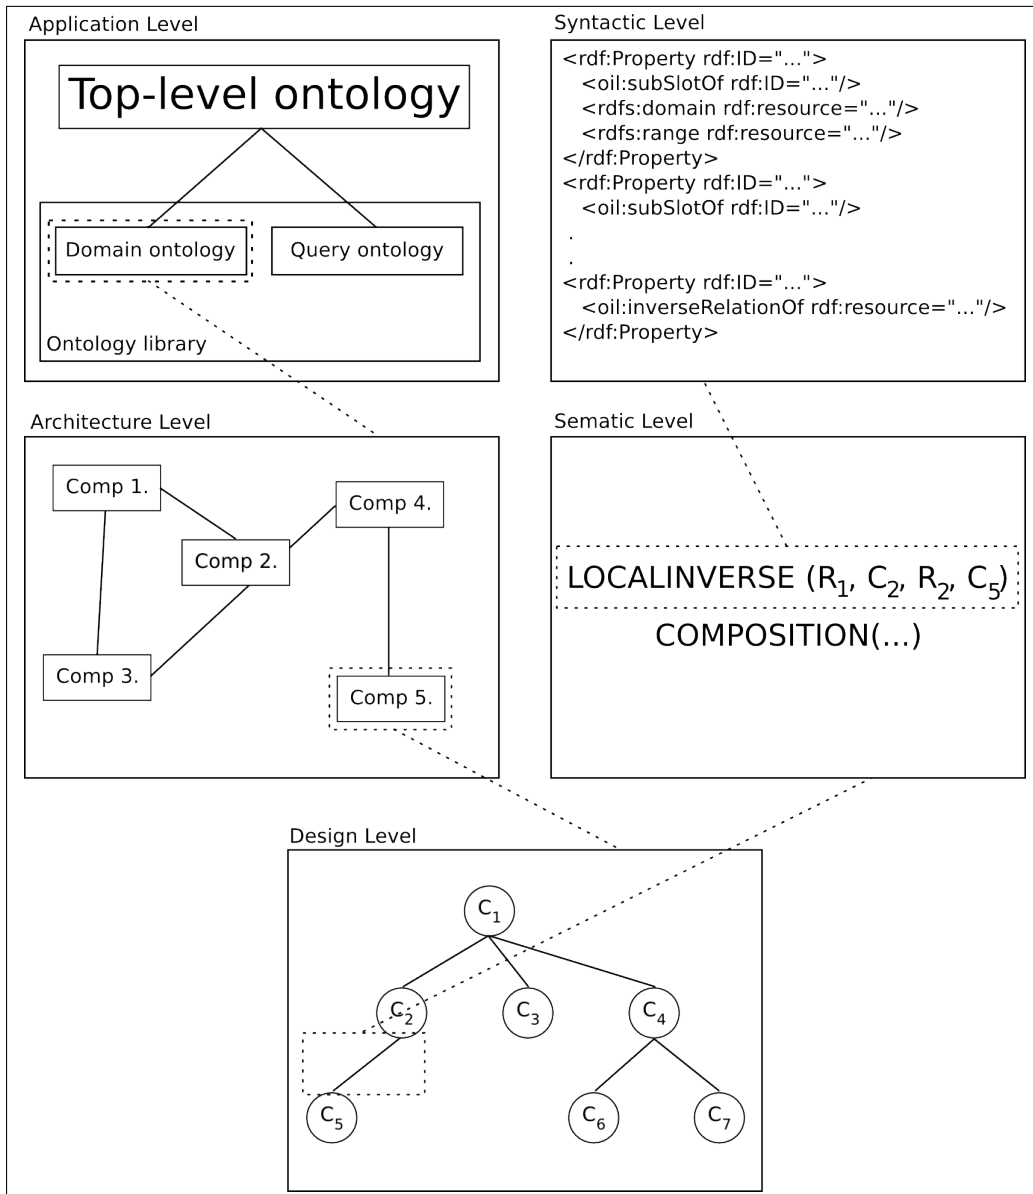 Application Level
Top-level ontology
Domain ontology
Query ontology
Ontology library
Syntactic Level
<rdf:Property rdf:ID="...">
<oil:subSlotOf rdf:ID="..."/>
<rdfs:domain rdf:resource="..."/>
<rdfs:range rdf:resource="..."/>
</rdf:Property>
<rdf:Property rdf:ID="...">
<oil:subSlotOf rdf:ID="..."/>
.
.
<rdf:Property rdf:ID="...">
<oil:inverseRelationOf rdf:resource="..."/>
</rdf:Property>
Architecture Level
Comp 1.
Comp 4.
Comp 2.
Comp 3.
Comp 5.
Sematic Level
LOCALINVERSE (R1, C2, R2, C5)
COMPOSITION(...)
Design Level
C1
C2
C3
C4
C5
C6
C7